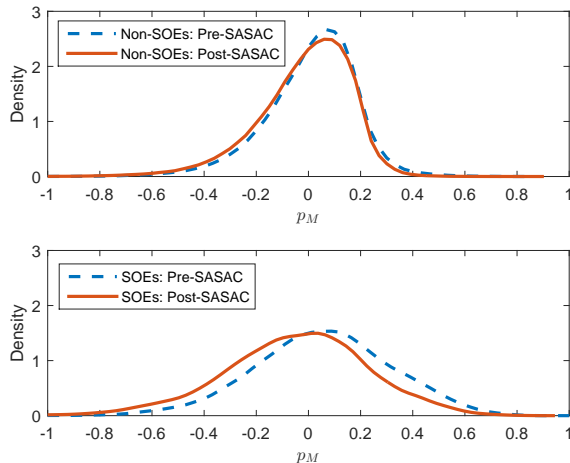 3
2
1
0
Density
Non-SOEs: Pre-SASAC
Non-SOEs: Post-SASAC
-1 -0.8 -0.6 -0.4 -0.2 0 0.2 0.4 0.6 0.8 1
p_M
3
2
1
0
Density
SOEs: Pre-SASAC
SOEs: Post-SASAC
-1 -0.8 -0.6 -0.4 -0.2 0 0.2 0.4 0.6 0.8 1
p_M